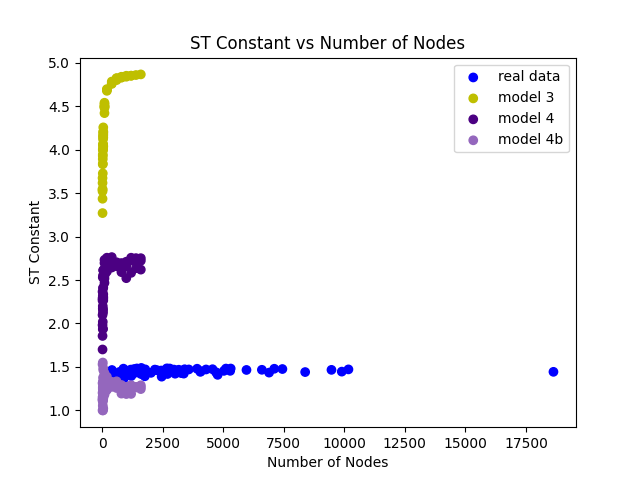 ST Constant vs Number of Nodes
real data
model 3
model 4
model 4b
ST Constant
5.0
4.5
4.0
3.5
3.0
2.5
2.0
1.5
1.0
0 2500 5000 7500 10000 12500 15000 17500
Number of Nodes